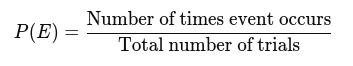 P(E) = Number of times event occurs / Total number of trials